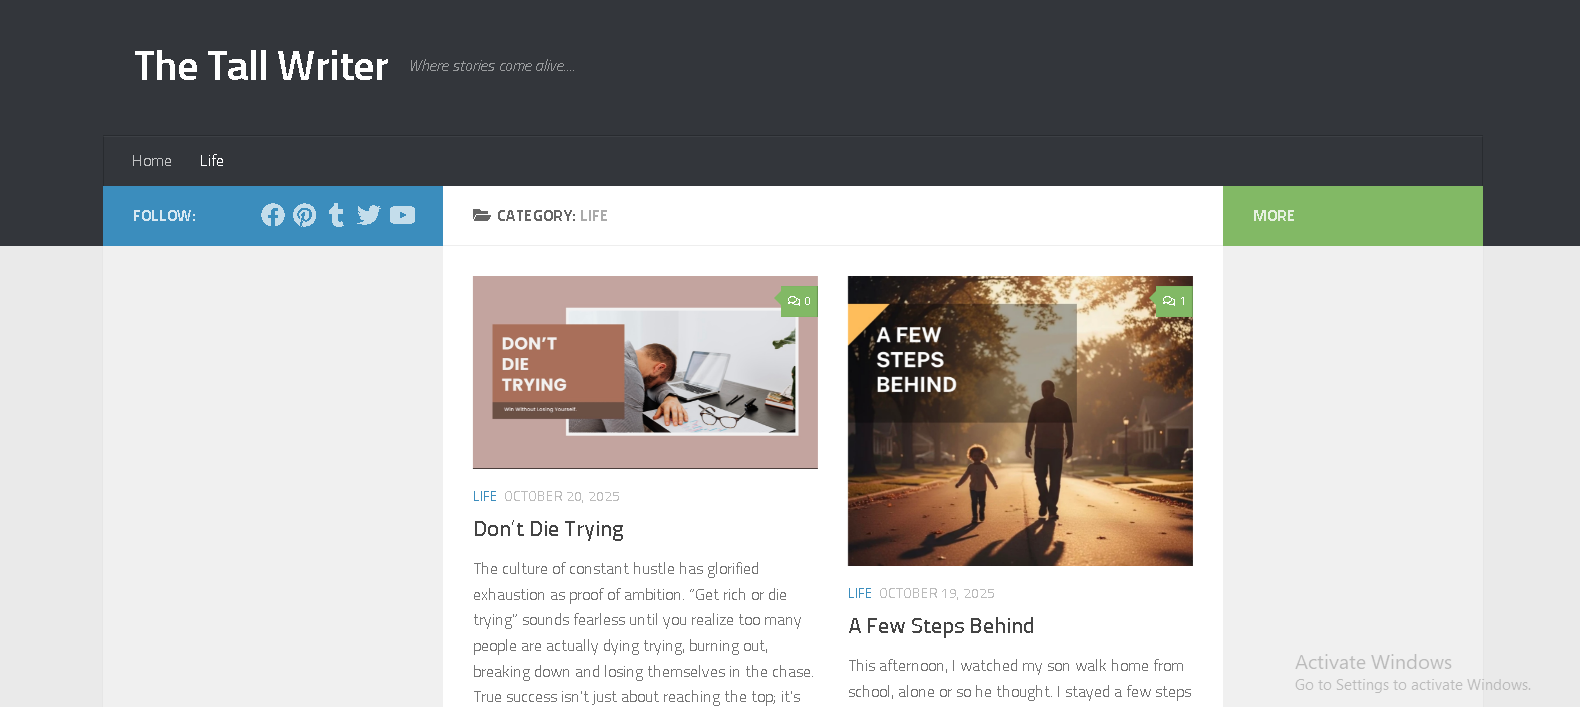 The Tall Writer
Where stories come alive....
Home
Life
FOLLOW:
CATEGORY: LIFE
MORE
0
DON'T
DIE
TRYING
Win Without Losing Yourself.
LIFE OCTOBER 20, 2025
Don't Die Trying
The culture of constant hustle has glorified
exhaustion as proof of ambition. “Get rich or die
trying” sounds fearless until you realize too many
people are actually dying trying, burning out,
breaking down and losing themselves in the chase.
True success isn't just about reaching the top; it's
1
A FEW
STEPS
BEHIND
LIFE OCTOBER 19, 2025
A Few Steps Behind
This afternoon, I watched my son walk home from
school, alone or so he thought. I stayed a few steps
Activate Windows
Go to Settings to activate Windows.